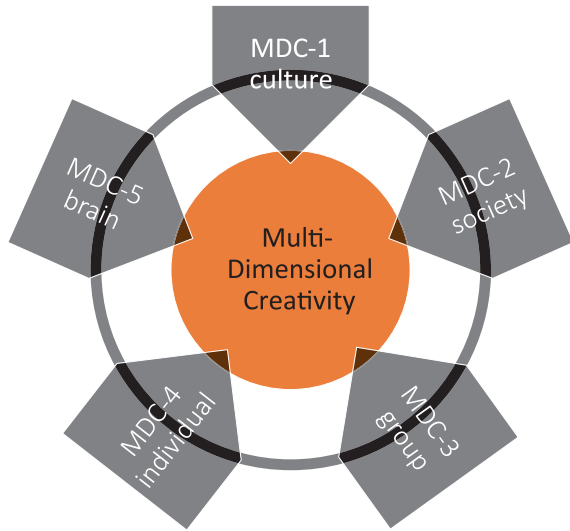 MDC-1
culture
MDC-5
brain
MDC-2
society
Multi-
Dimensional
Creativity
MDC-4
individual
MDC-3
group